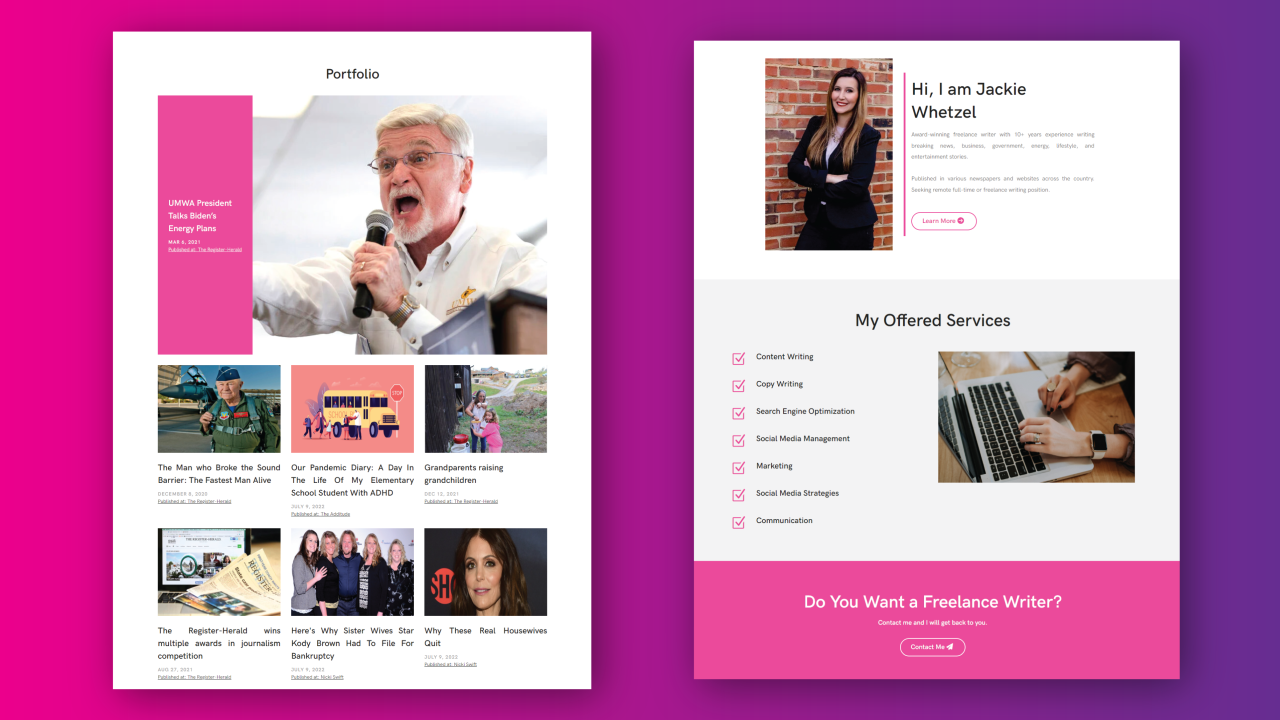 Portfolio
UMWA President
Talks Biden's
Energy Plans
MAR 6, 2021
Published at: The Register-Herald
STOP
The Man who Broke the Sound
Barrier: The Fastest Man Alive
DECEMBER 8, 2020
Published at: The Register-Herald
Our Pandemic Diary: A Day In
The Life Of My Elementary
School Student With ADHD
JULY 9, 2022
Published at: The Additude
Grandparents raising
grandchildren
DEC 12, 2021
Published at: The Register-Herald
REGISTER
The Register-Herald wins
multiple awards in journalism
competition
AUG 27, 2021
Published at: The Register-Herald
Here's Why Sister Wives Star
Kody Brown Had To File For
Bankruptcy
JULY 9, 2022
Published at: Nicki Swift
SH
Why These Real Housewives
Quit
JULY 9, 2022
Published at: Nicki Swift
Hi, I am Jackie
Whetzel
Award-winning freelance writer with 10+ years experience writing
breaking news, business, government, energy, lifestyle, and
entertainment stories.
Published in various newspapers and websites across the country.
Seeking remote full-time or freelance writing position.
Learn More
My Offered Services
Content Writing
Copy Writing
Search Engine Optimization
Social Media Management
Marketing
Social Media Strategies
Communication
Do You Want a Freelance Writer?
Contact me and I will get back to you.
Contact Me